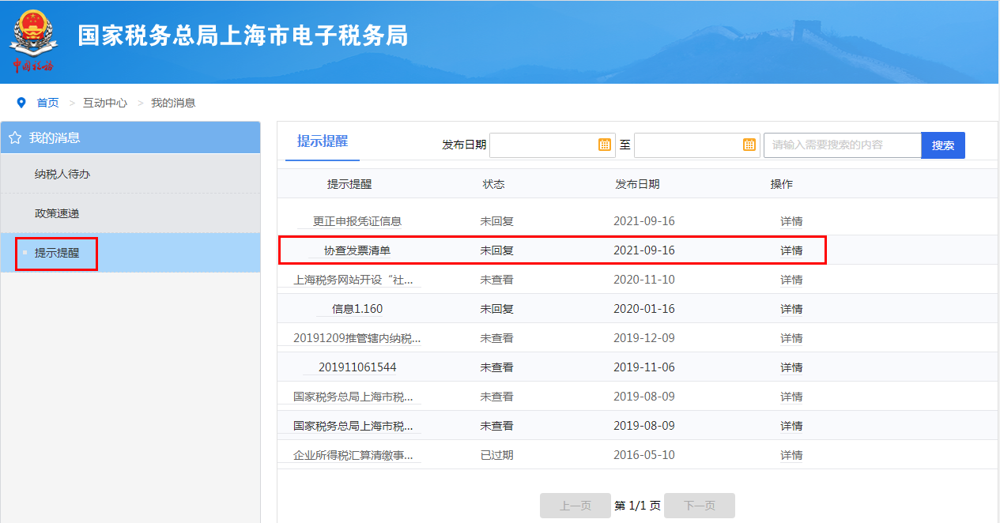 国家税务总局上海市电子税务局
中国税务
首页 > 互动中心 > 我的消息
我的消息
纳税人待办
政策速递
提示提醒
提示提醒 发布日期 至 请输入需要搜索的内容 搜索
提示提醒 状态 发布日期 操作
更正申报凭证信息 未回复 2021-09-16 详情
协查发票清单 未回复 2021-09-16 详情
上海税务网站开设“社... 未查看 2020-11-10 详情
信息1.160 未回复 2020-01-16 详情
20191209推管辖内纳税... 未查看 2019-12-09 详情
201911061544 未查看 2019-11-06 详情
国家税务总局上海市税... 未查看 2019-08-09 详情
国家税务总局上海市税... 未查看 2019-08-09 详情
企业所得税汇算清缴事... 已过期 2016-05-10 详情
上一页 第 1/1 页 下一页